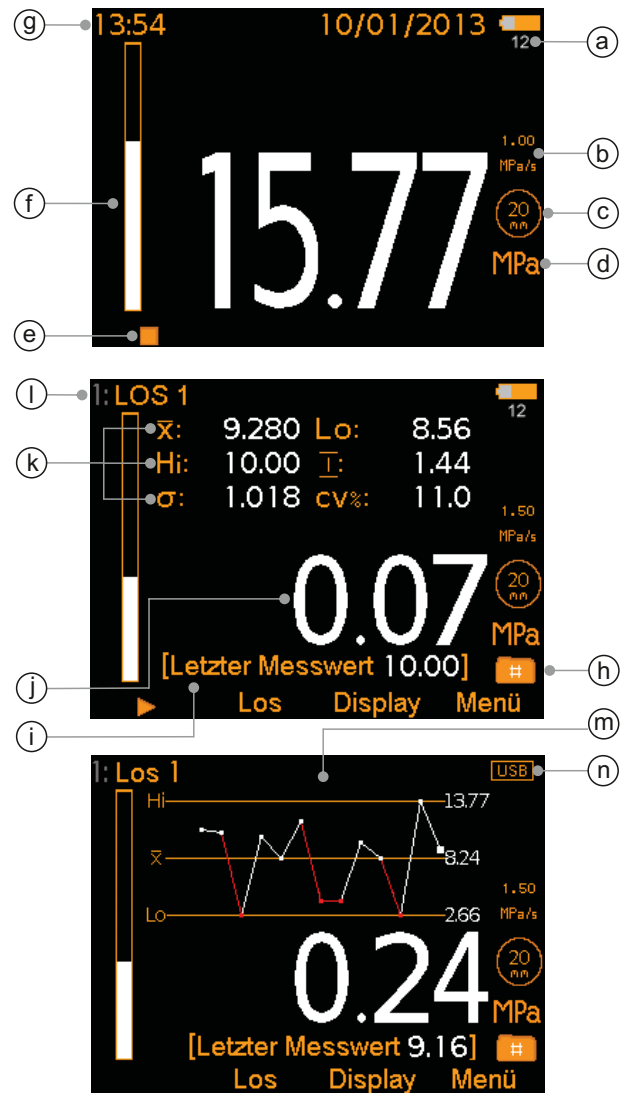 g 13:54 10/01/2013
12 a
1.00 b
MPa/s
15.77
f 20 mm c
MPa d
e
l 1: LOS 1
12
x̅: 9.280 Lo: 8.56
k Hi: 10.00 I̲̅: 1.44
σ: 1.018 cv%: 11.0
1.50
MPa/s
0.07
20 mm
MPa
j [Letzter Messwert 10.00] # h
Los Display Menü
i
m
1: Los 1 USB n
Hi 13.77
x̅ 8.24
Lo 2.66
1.50
MPa/s
0.24
20 mm
MPa
[Letzter Messwert 9.16] #
Los Display Menü